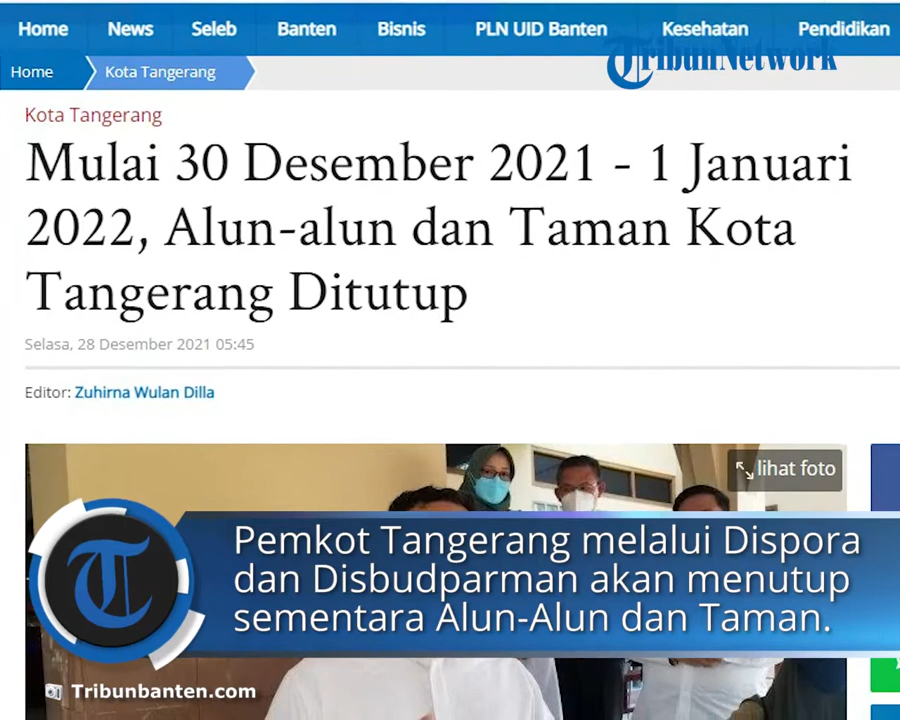 Home News Seleb Banten Bisnis PLN UID Banten Kesehatan Pendidikan
TribunNetwork
Home Kota Tangerang
Kota Tangerang
Mulai 30 Desember 2021 - 1 Januari
2022, Alun-alun dan Taman Kota
Tangerang Ditutup
Selasa, 28 Desember 2021 05:45
Editor: Zuhirna Wulan Dilla
lihat foto
T
Pemkot Tangerang melalui Dispora
dan Disbudparman akan menutup
sementara Alun-Alun dan Taman.
Tribunbanten.com